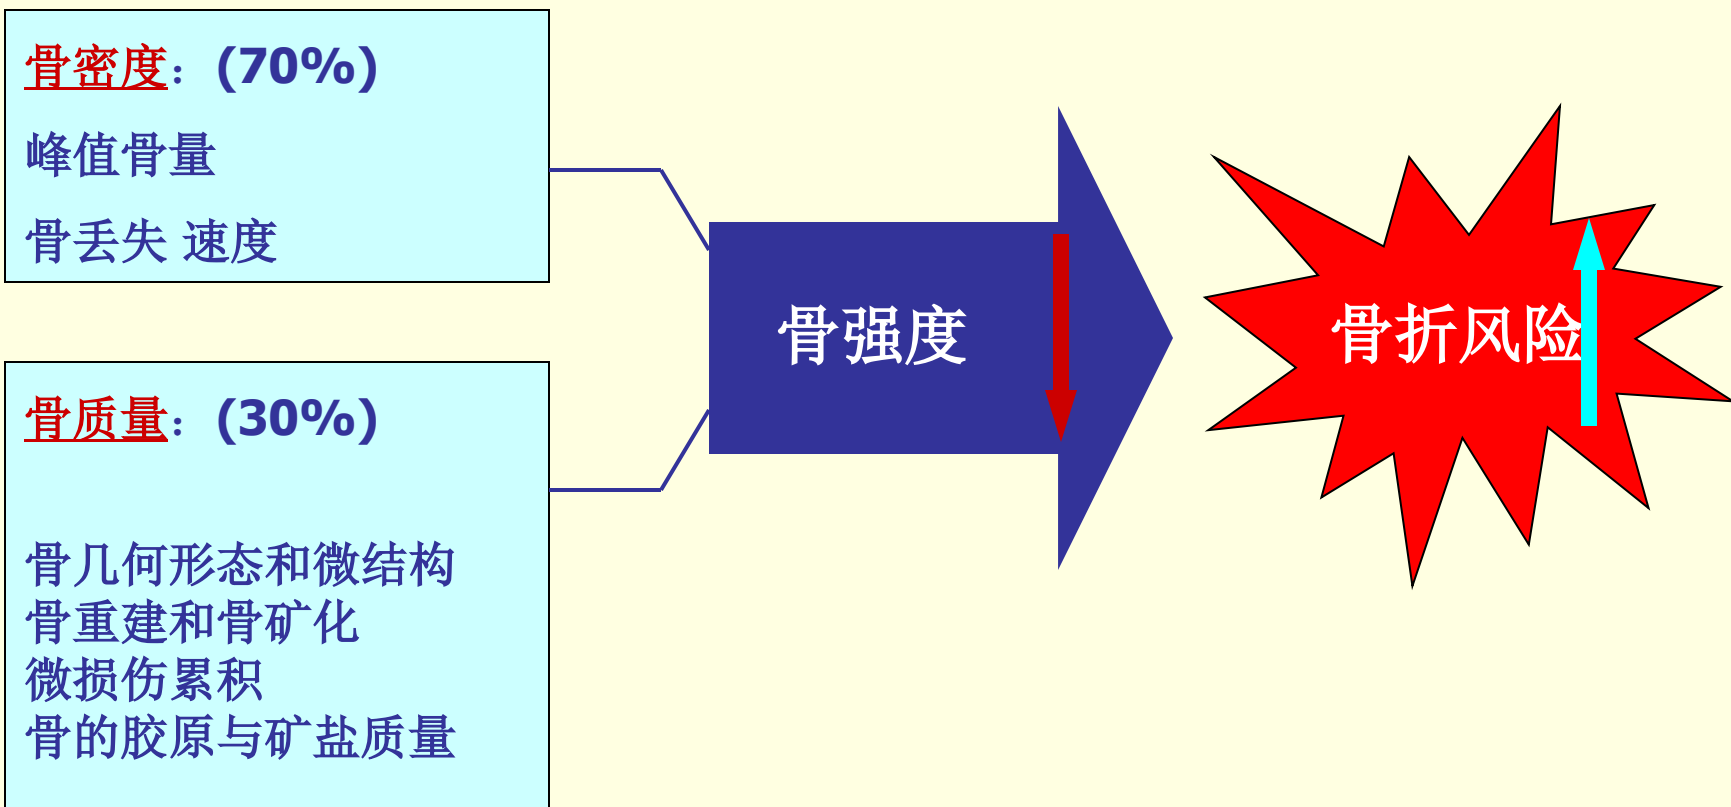 骨密度：(70%)
峰值骨量
骨丢失 速度
骨质量：(30%)
骨几何形态和微结构
骨重建和骨矿化
微损伤累积
骨的胶原与矿盐质量
骨强度
骨折风险